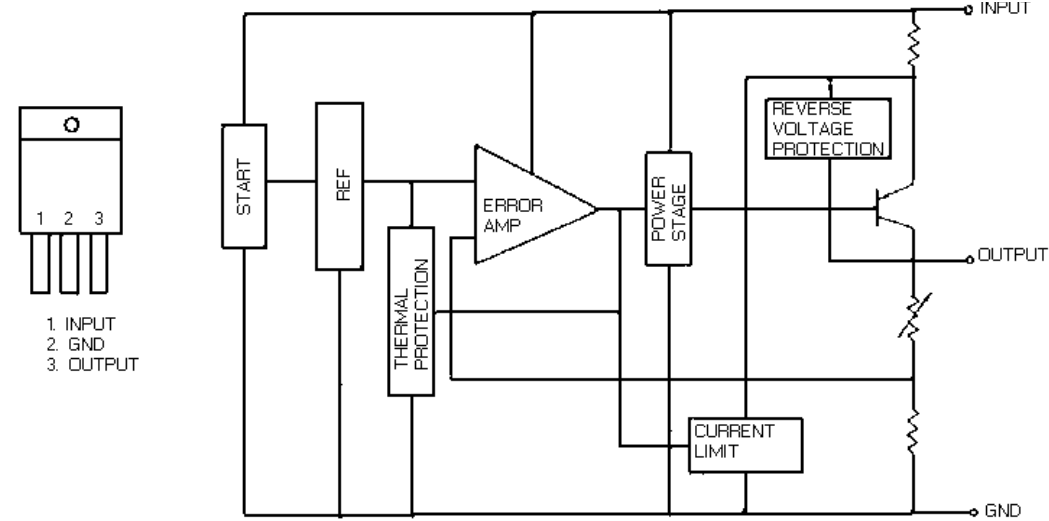 1 2 3
1. INPUT
2. GND
3. OUTPUT
START
REF
THERMAL
PROTECTION
ERROR
AMP
POWER
STAGE
REVERSE
VOLTAGE
PROTECTION
CURRENT
LIMIT
INPUT
OUTPUT
GND